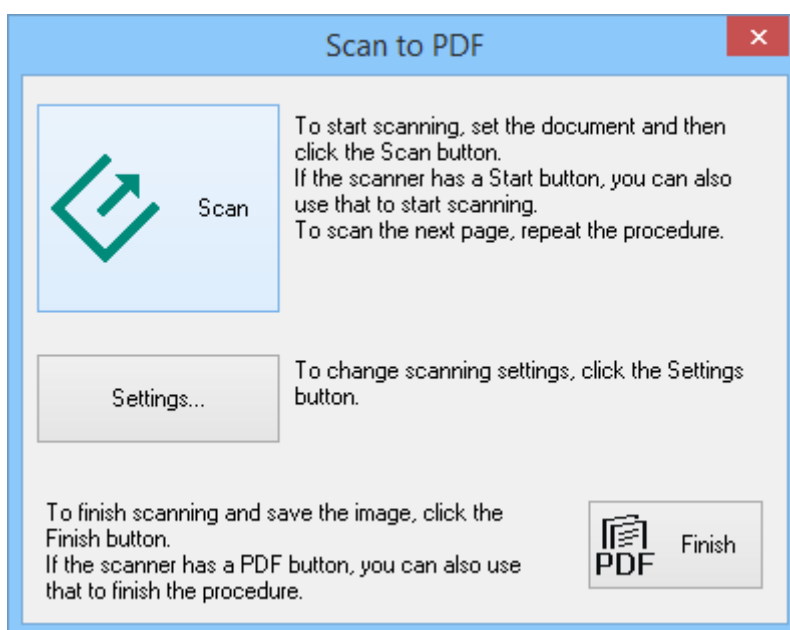 Scan to PDF
Scan
To start scanning, set the document and then
click the Scan button.
If the scanner has a Start button, you can also
use that to start scanning.
To scan the next page, repeat the procedure.
Settings...
To change scanning settings, click the Settings
button.
To finish scanning and save the image, click the
Finish button.
If the scanner has a PDF button, you can also use
that to finish the procedure.
PDF
Finish